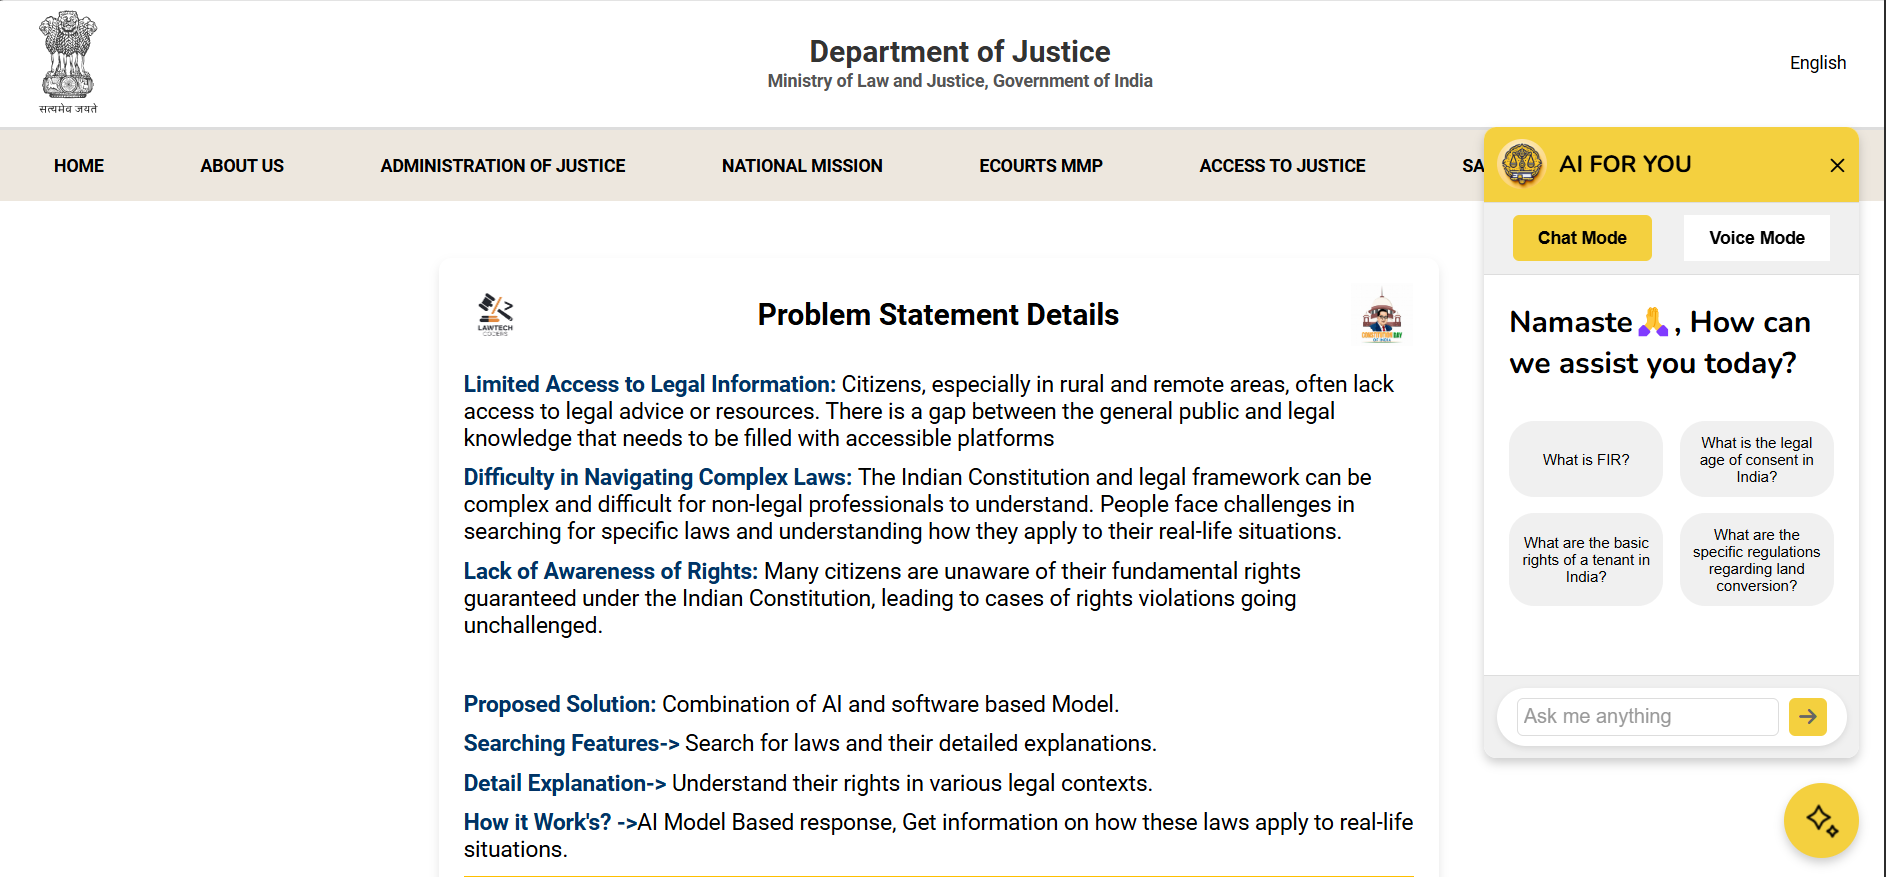 सत्यमेव जयते
Department of Justice
Ministry of Law and Justice, Government of India
English
HOME
ABOUT US
ADMINISTRATION OF JUSTICE
NATIONAL MISSION
ECOURTS MMP
ACCESS TO JUSTICE
SA
LAWTECH
CODERS
Problem Statement Details
CONSTITUTION DAY
OF INDIA
Limited Access to Legal Information: Citizens, especially in rural and remote areas, often lack
access to legal advice or resources. There is a gap between the general public and legal
knowledge that needs to be filled with accessible platforms
Difficulty in Navigating Complex Laws: The Indian Constitution and legal framework can be
complex and difficult for non-legal professionals to understand. People face challenges in
searching for specific laws and understanding how they apply to their real-life situations.
Lack of Awareness of Rights: Many citizens are unaware of their fundamental rights
guaranteed under the Indian Constitution, leading to cases of rights violations going
unchallenged.
Proposed Solution: Combination of AI and software based Model.
Searching Features-> Search for laws and their detailed explanations.
Detail Explanation-> Understand their rights in various legal contexts.
How it Work's? ->AI Model Based response, Get information on how these laws apply to real-life
situations.
AI FOR YOU
Chat Mode
Voice Mode
Namaste🙏, How can
we assist you today?
What is FIR?
What is the legal
age of consent in
India?
What are the basic
rights of a tenant in
India?
What are the
specific regulations
regarding land
conversion?
Ask me anything